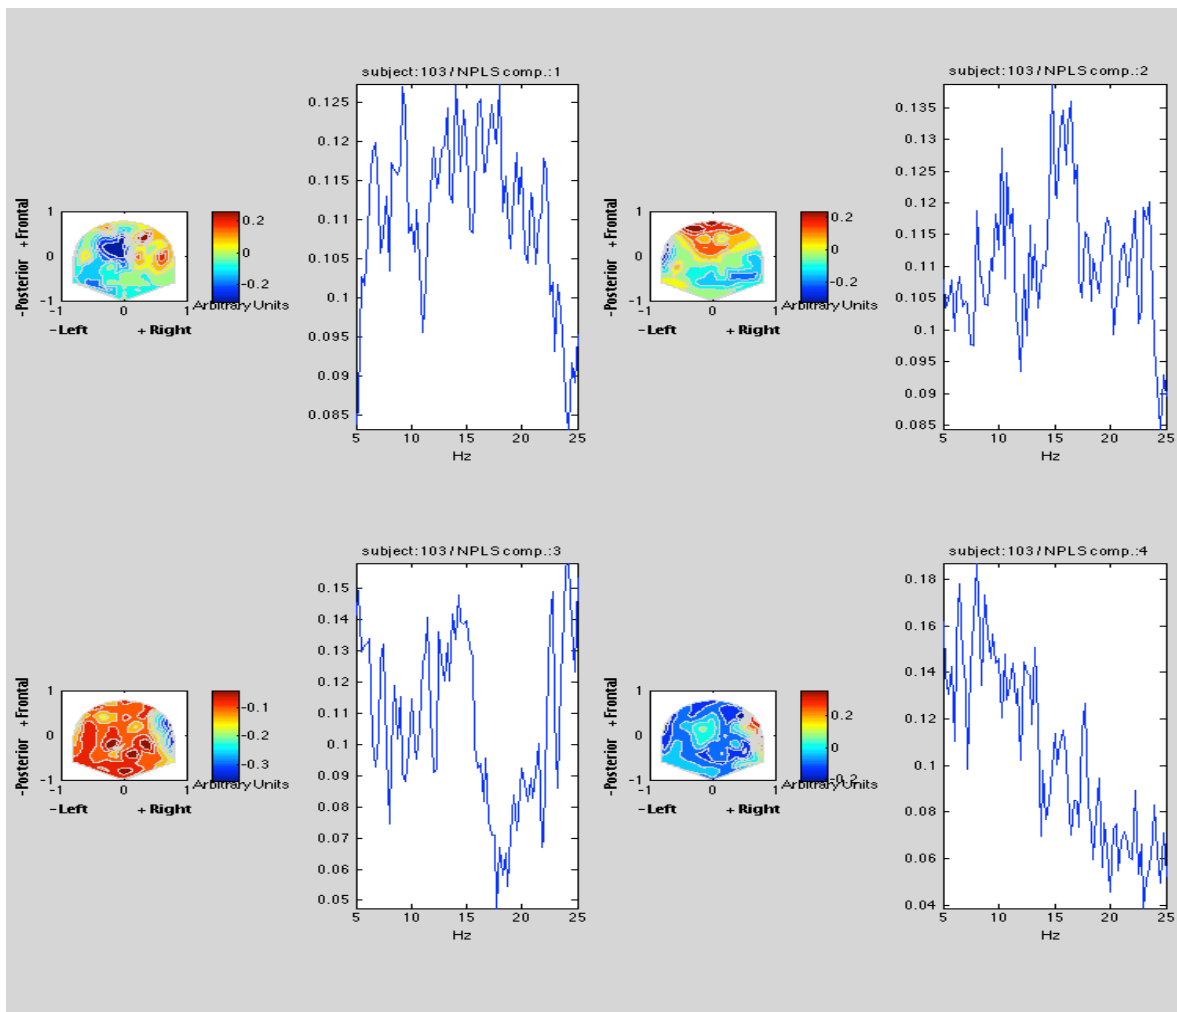 subject:103 / NPLS comp.:1
0.125
0.12
0.115
0.11
0.105
0.1
0.095
0.09
0.085
5 10 15 20 25
Hz
-Posterior +Frontal
1
0
-1
-1 0 1
-Left + Right
0.2
0
-0.2
Arbitrary Units
subject:103 / NPLS comp.:2
0.135
0.13
0.125
0.12
0.115
0.11
0.105
0.1
0.095
0.09
0.085
5 10 15 20 25
Hz
-Posterior +Frontal
1
0
-1
-1 0 1
-Left + Right
0.2
0
-0.2
Arbitrary Units
subject:103 / NPLS comp.:3
0.15
0.14
0.13
0.12
0.11
0.1
0.09
0.08
0.07
0.06
0.05
5 10 15 20 25
Hz
-Posterior +Frontal
1
0
-1
-1 0 1
-Left + Right
-0.1
-0.2
-0.3
Arbitrary Units
subject:103 / NPLS comp.:4
0.18
0.16
0.14
0.12
0.1
0.08
0.06
0.04
5 10 15 20 25
Hz
-Posterior +Frontal
1
0
-1
-1 0 1
-Left + Right
0.2
0
-0.2
Arbitrary Units